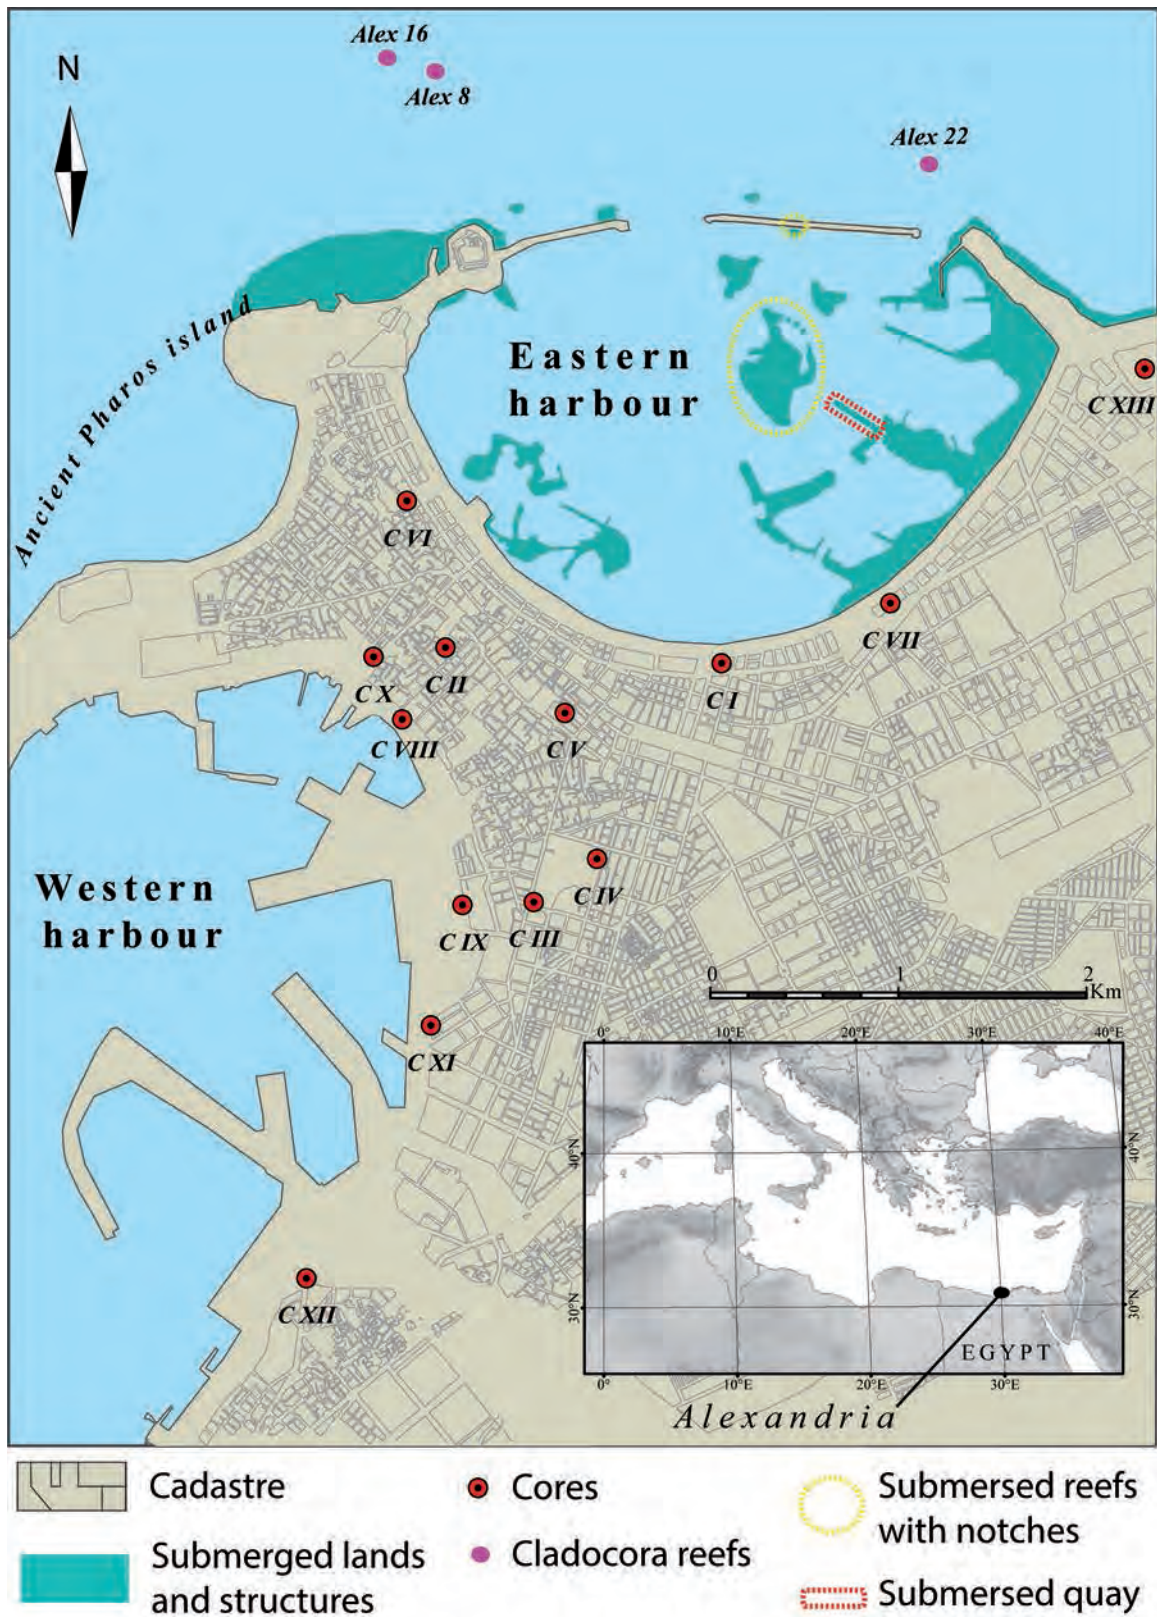 Alex 16
N
Alex 8
Alex 22
Ancient Pharos island
Eastern
harbour
C XIII
C VI
C VII
C X
C II
C I
C VIII
C V
Western
harbour
C IV
C IX
C III
0 1 2
Km
C XI
0° 10°E 20°E 30°E 40°E
40°N 40°N
30°N 30°N
C XII
EGYPT
0° 10°E 20°E 30°E
Alexandria
Cadastre
Cores
Submersed reefs
with notches
Submerged lands
and structures
Cladocora reefs
Submersed quay